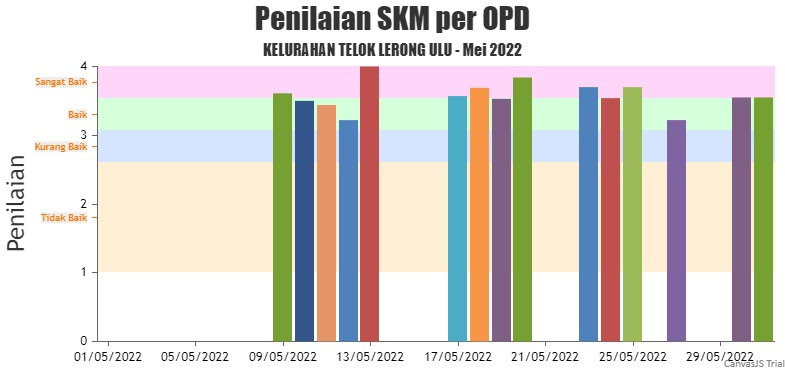 Penilaian SKM per OPD
KELURAHAN TELOK LERONG ULU - Mei 2022
Penilaian
4
Sangat Baik
Baik
3
Kurang Baik
2
Tidak Baik
1
0
01/05/2022 05/05/2022 09/05/2022 13/05/2022 17/05/2022 21/05/2022 25/05/2022 29/05/2022
CanvasJS Trial